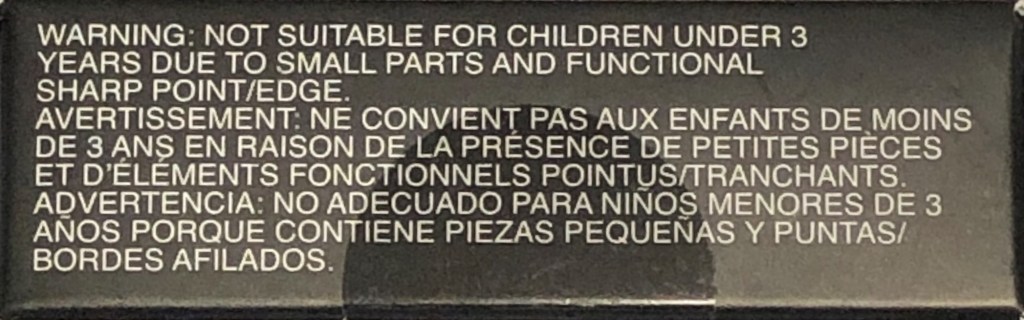 WARNING: NOT SUITABLE FOR CHILDREN UNDER 3
YEARS DUE TO SMALL PARTS AND FUNCTIONAL
SHARP POINT/EDGE.
AVERTISSEMENT: NE CONVIENT PAS AUX ENFANTS DE MOINS
DE 3 ANS EN RAISON DE LA PRÉSENCE DE PETITES PIÈCES
ET D'ÉLÉMENTS FONCTIONNELS POINTUS/TRANCHANTS.
ADVERTENCIA: NO ADECUADO PARA NIÑOS MENORES DE 3
AÑOS PORQUE CONTIENE PIEZAS PEQUEÑAS Y PUNTAS/
BORDES AFILADOS.